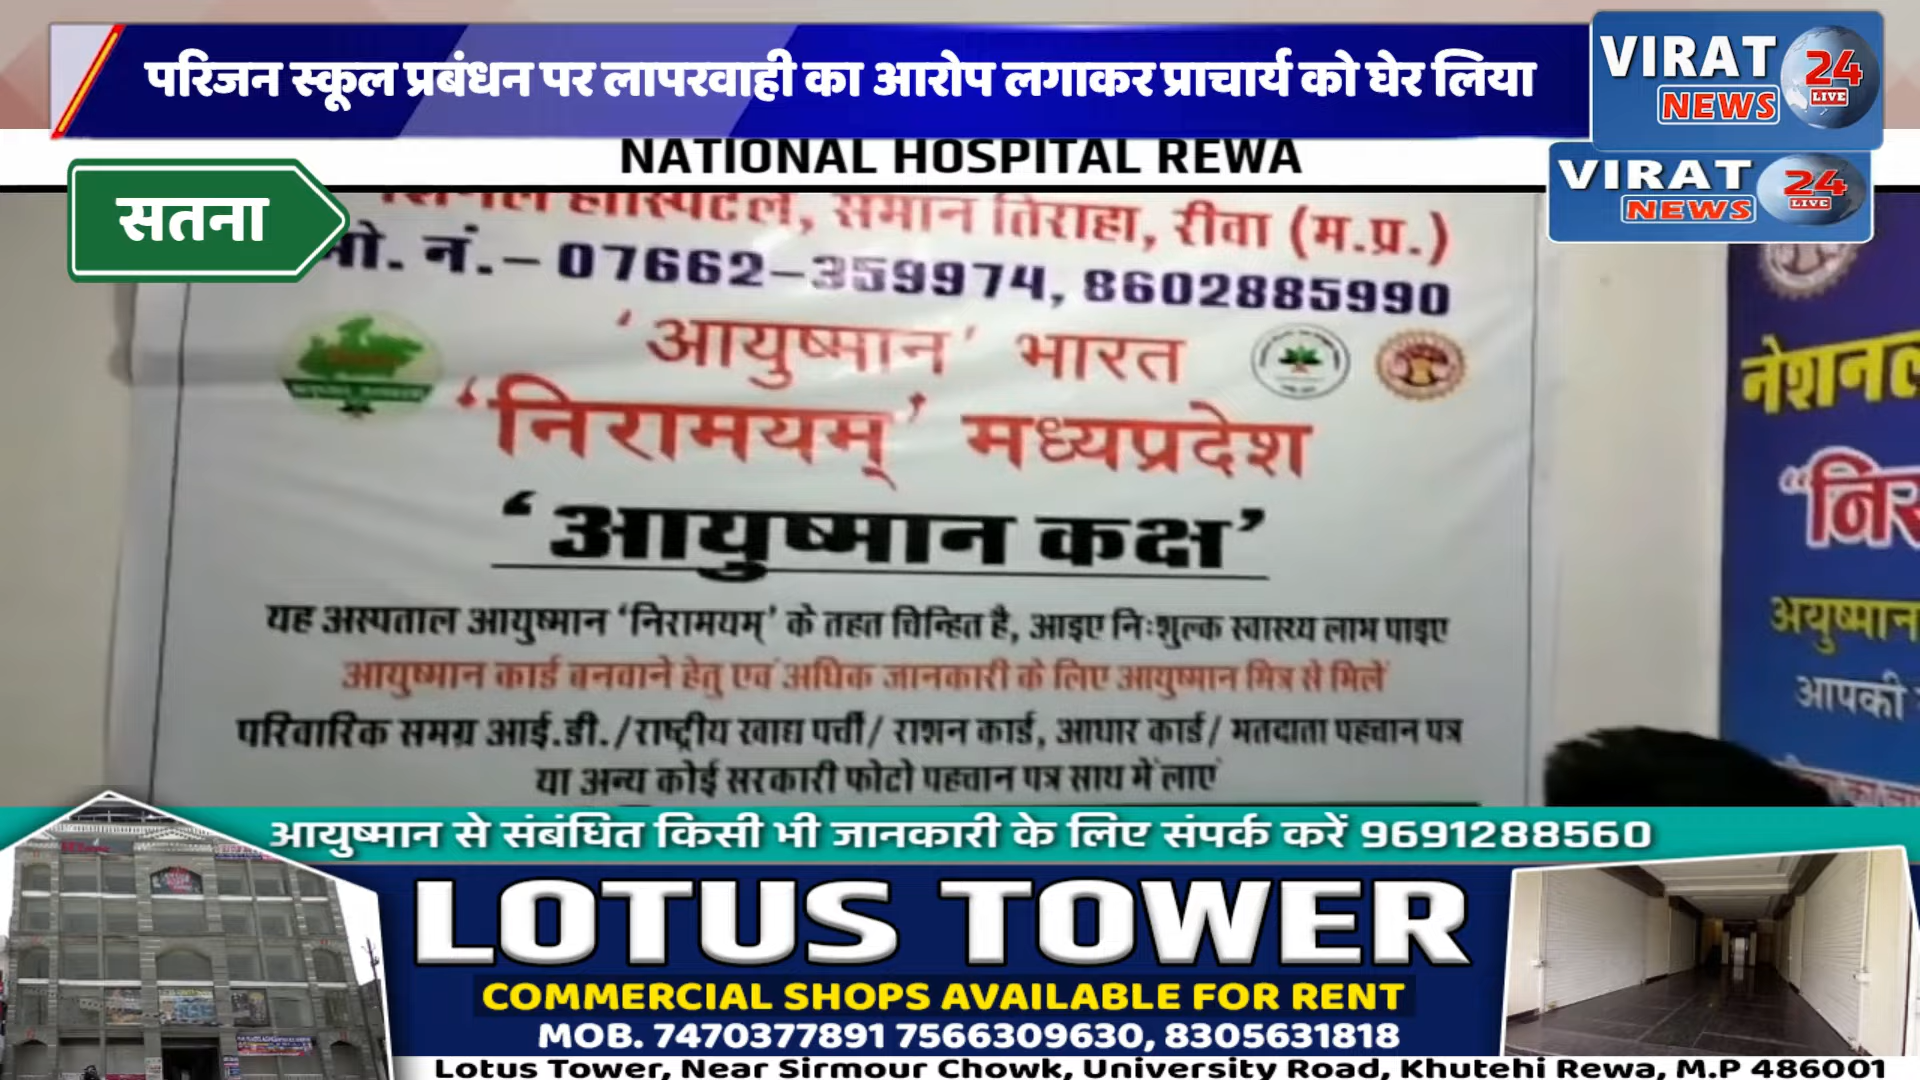 परिजन स्कूल प्रबंधन पर लापरवाही का आरोप लगाकर प्राचार्य को घेर लिया
VIRAT 24
NEWS LIVE
NATIONAL HOSPITAL REWA
सतना
VIRAT 24
NEWS LIVE
हास्पिटल, समान तिराहा, रीवा (म.प्र.)
मो. नं.– 07662–359974, 8602885990
‘आयुष्मान’ भारत
‘निरामयम्’ मध्यप्रदेश
‘आयुष्मान कक्ष’
यह अस्पताल आयुष्मान ‘निरामयम्’ के तहत चिन्हित है, आइए निःशुल्क स्वास्थ्य लाभ पाइए
आयुष्मान कार्ड बनवाने हेतु एवं अधिक जानकारी के लिए आयुष्मान मित्र से मिलें
परिवारिक समग्र आई.डी./राष्ट्रीय खाद्य पर्ची/ राशन कार्ड, आधार कार्ड/ मतदाता पहचान पत्र
या अन्य कोई सरकारी फोटो पहचान पत्र साथ में लाएं
नेशनल
अयुष्मान
आपकी
आयुष्मान से संबंधित किसी भी जानकारी के लिए संपर्क करें 9691288560
LOTUS TOWER
COMMERCIAL SHOPS AVAILABLE FOR RENT
MOB. 7470377891 7566309630, 8305631818
Lotus Tower, Near Sirmour Chowk, University Road, Khutehi Rewa, M.P 486001